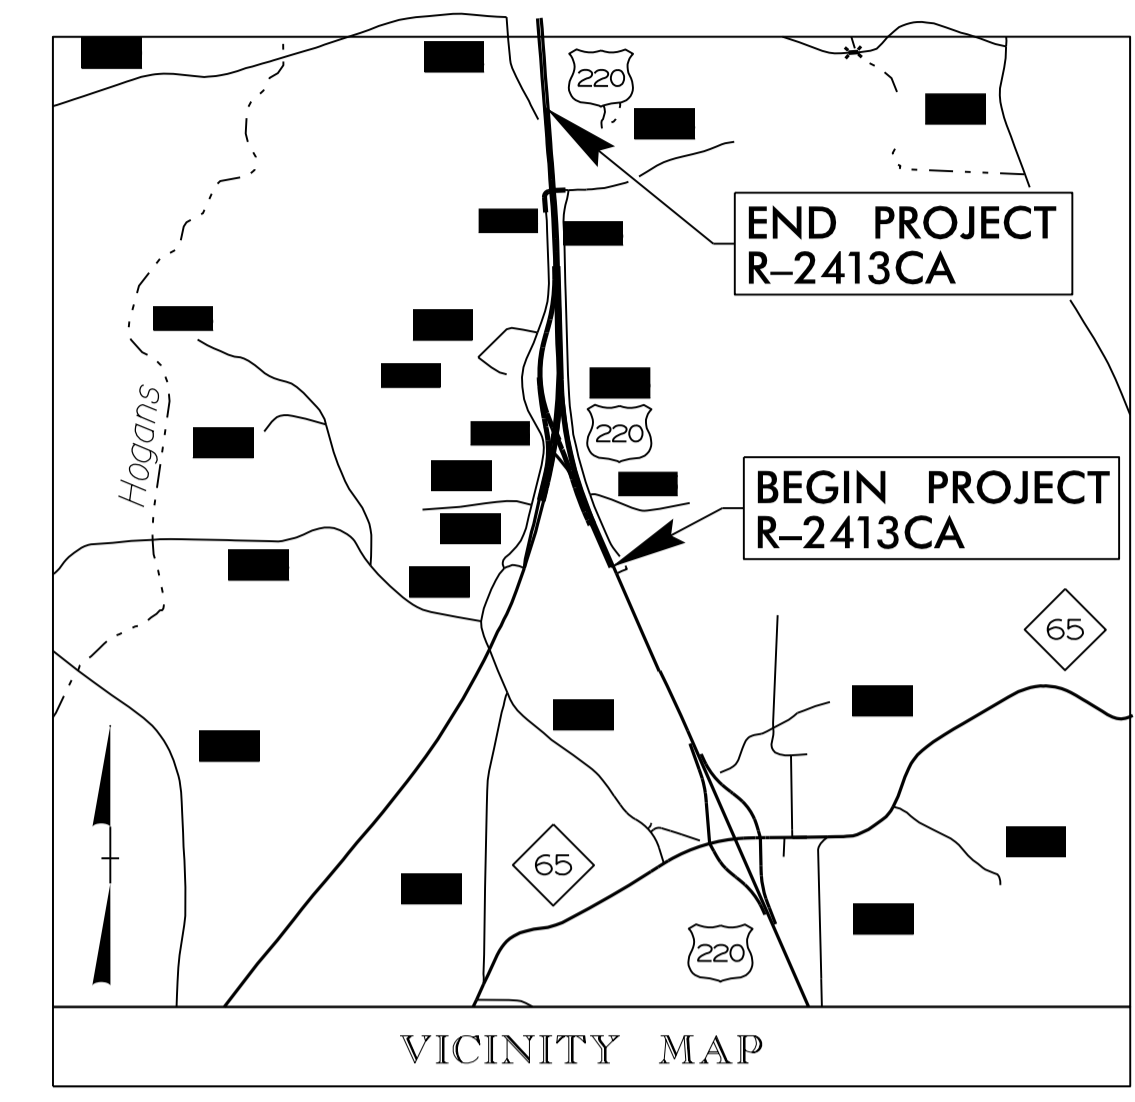 220
END PROJECT
R-2413CA
Hogans
220
BEGIN PROJECT
R-2413CA
65
65
220
VICINITY MAP